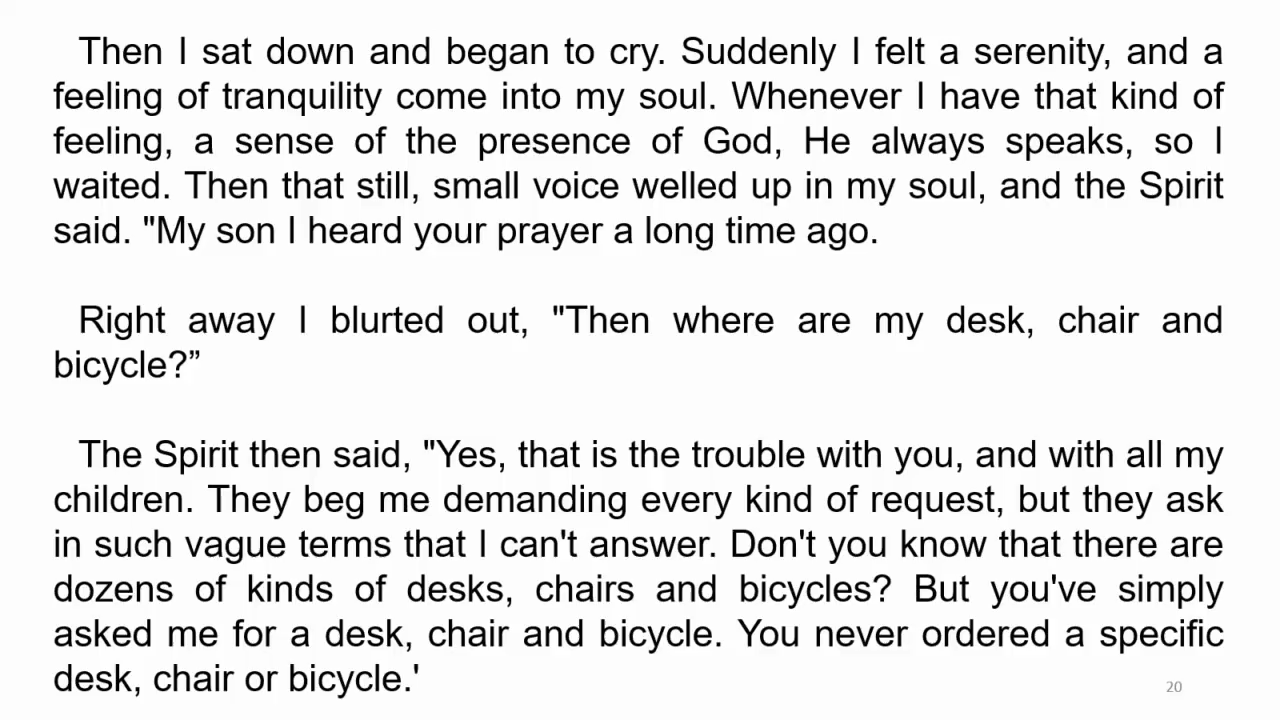 Then I sat down and began to cry. Suddenly I felt a serenity, and a
feeling of tranquility come into my soul. Whenever I have that kind of
feeling, a sense of the presence of God, He always speaks, so I
waited. Then that still, small voice welled up in my soul, and the Spirit
said. "My son I heard your prayer a long time ago.
Right away I blurted out, "Then where are my desk, chair and
bicycle?”
The Spirit then said, "Yes, that is the trouble with you, and with all my
children. They beg me demanding every kind of request, but they ask
in such vague terms that I can't answer. Don't you know that there are
dozens of kinds of desks, chairs and bicycles? But you've simply
asked me for a desk, chair and bicycle. You never ordered a specific
desk, chair or bicycle.'
20